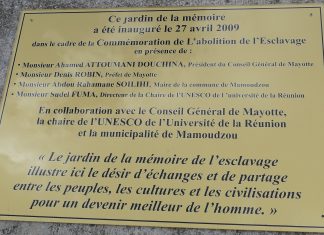 Ce jardin de la mémoire
a été inauguré le 27 avril 2009
dans le cadre de la Commémoration de L'abolition de l'Esclavage
en présence de :
• Monsieur Ahamed ATTOUMANI DOUCHINA, Président du Conseil Général de Mayotte
• Monsieur Denis ROBIN, Préfet de Mayotte
• Monsieur Abdou Rahamane SOILIHI, Maire de la commune de Mamoudzou
• Monsieur Sudel FUMA, Directeur de la Chaire de l'UNESCO de l'université de la Réunion
En collaboration avec le Conseil Général de Mayotte,
la chaire de l'UNESCO de l'Université de la Réunion
et la municipalité de Mamoudzou
« Le jardin de la mémoire de l'esclavage
illustre ici le désir d'échanges et de partage
entre les peuples, les cultures et les civilisations
pour un devenir meilleur de l'homme. »